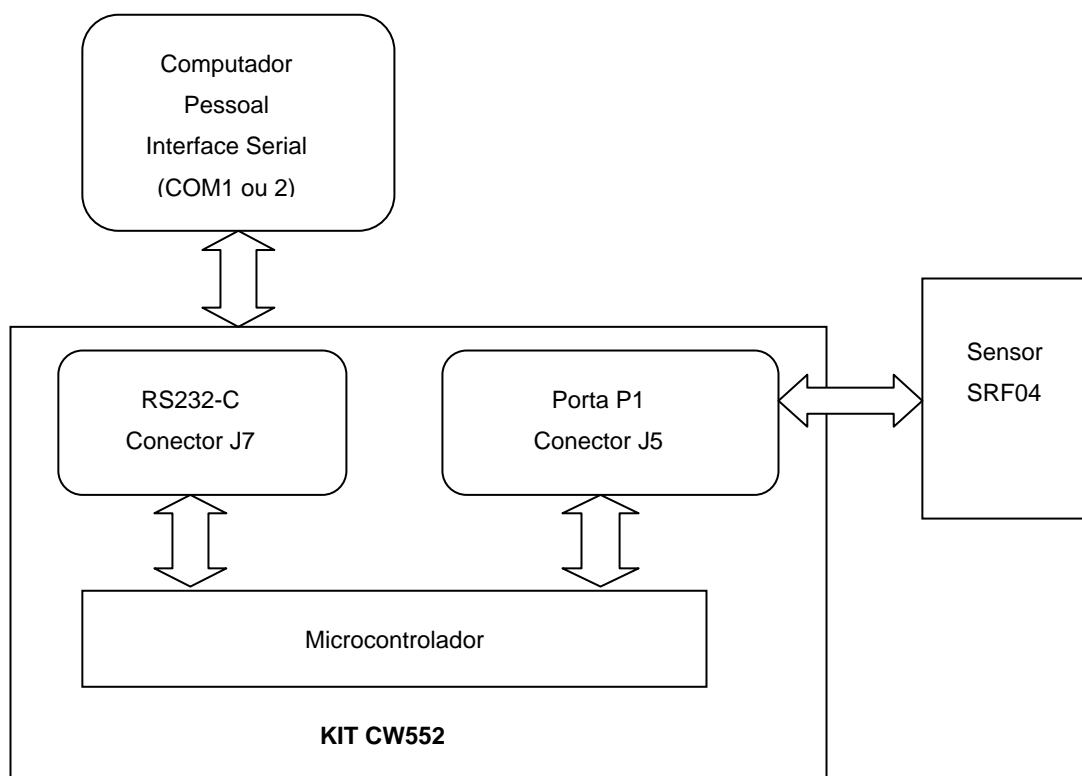 Computador
Pessoal
Interface Serial
(COM1 ou 2)
Sensor
SRF04
RS232-C
Conector J7
Porta P1
Conector J5
Microcontrolador
KIT CW552